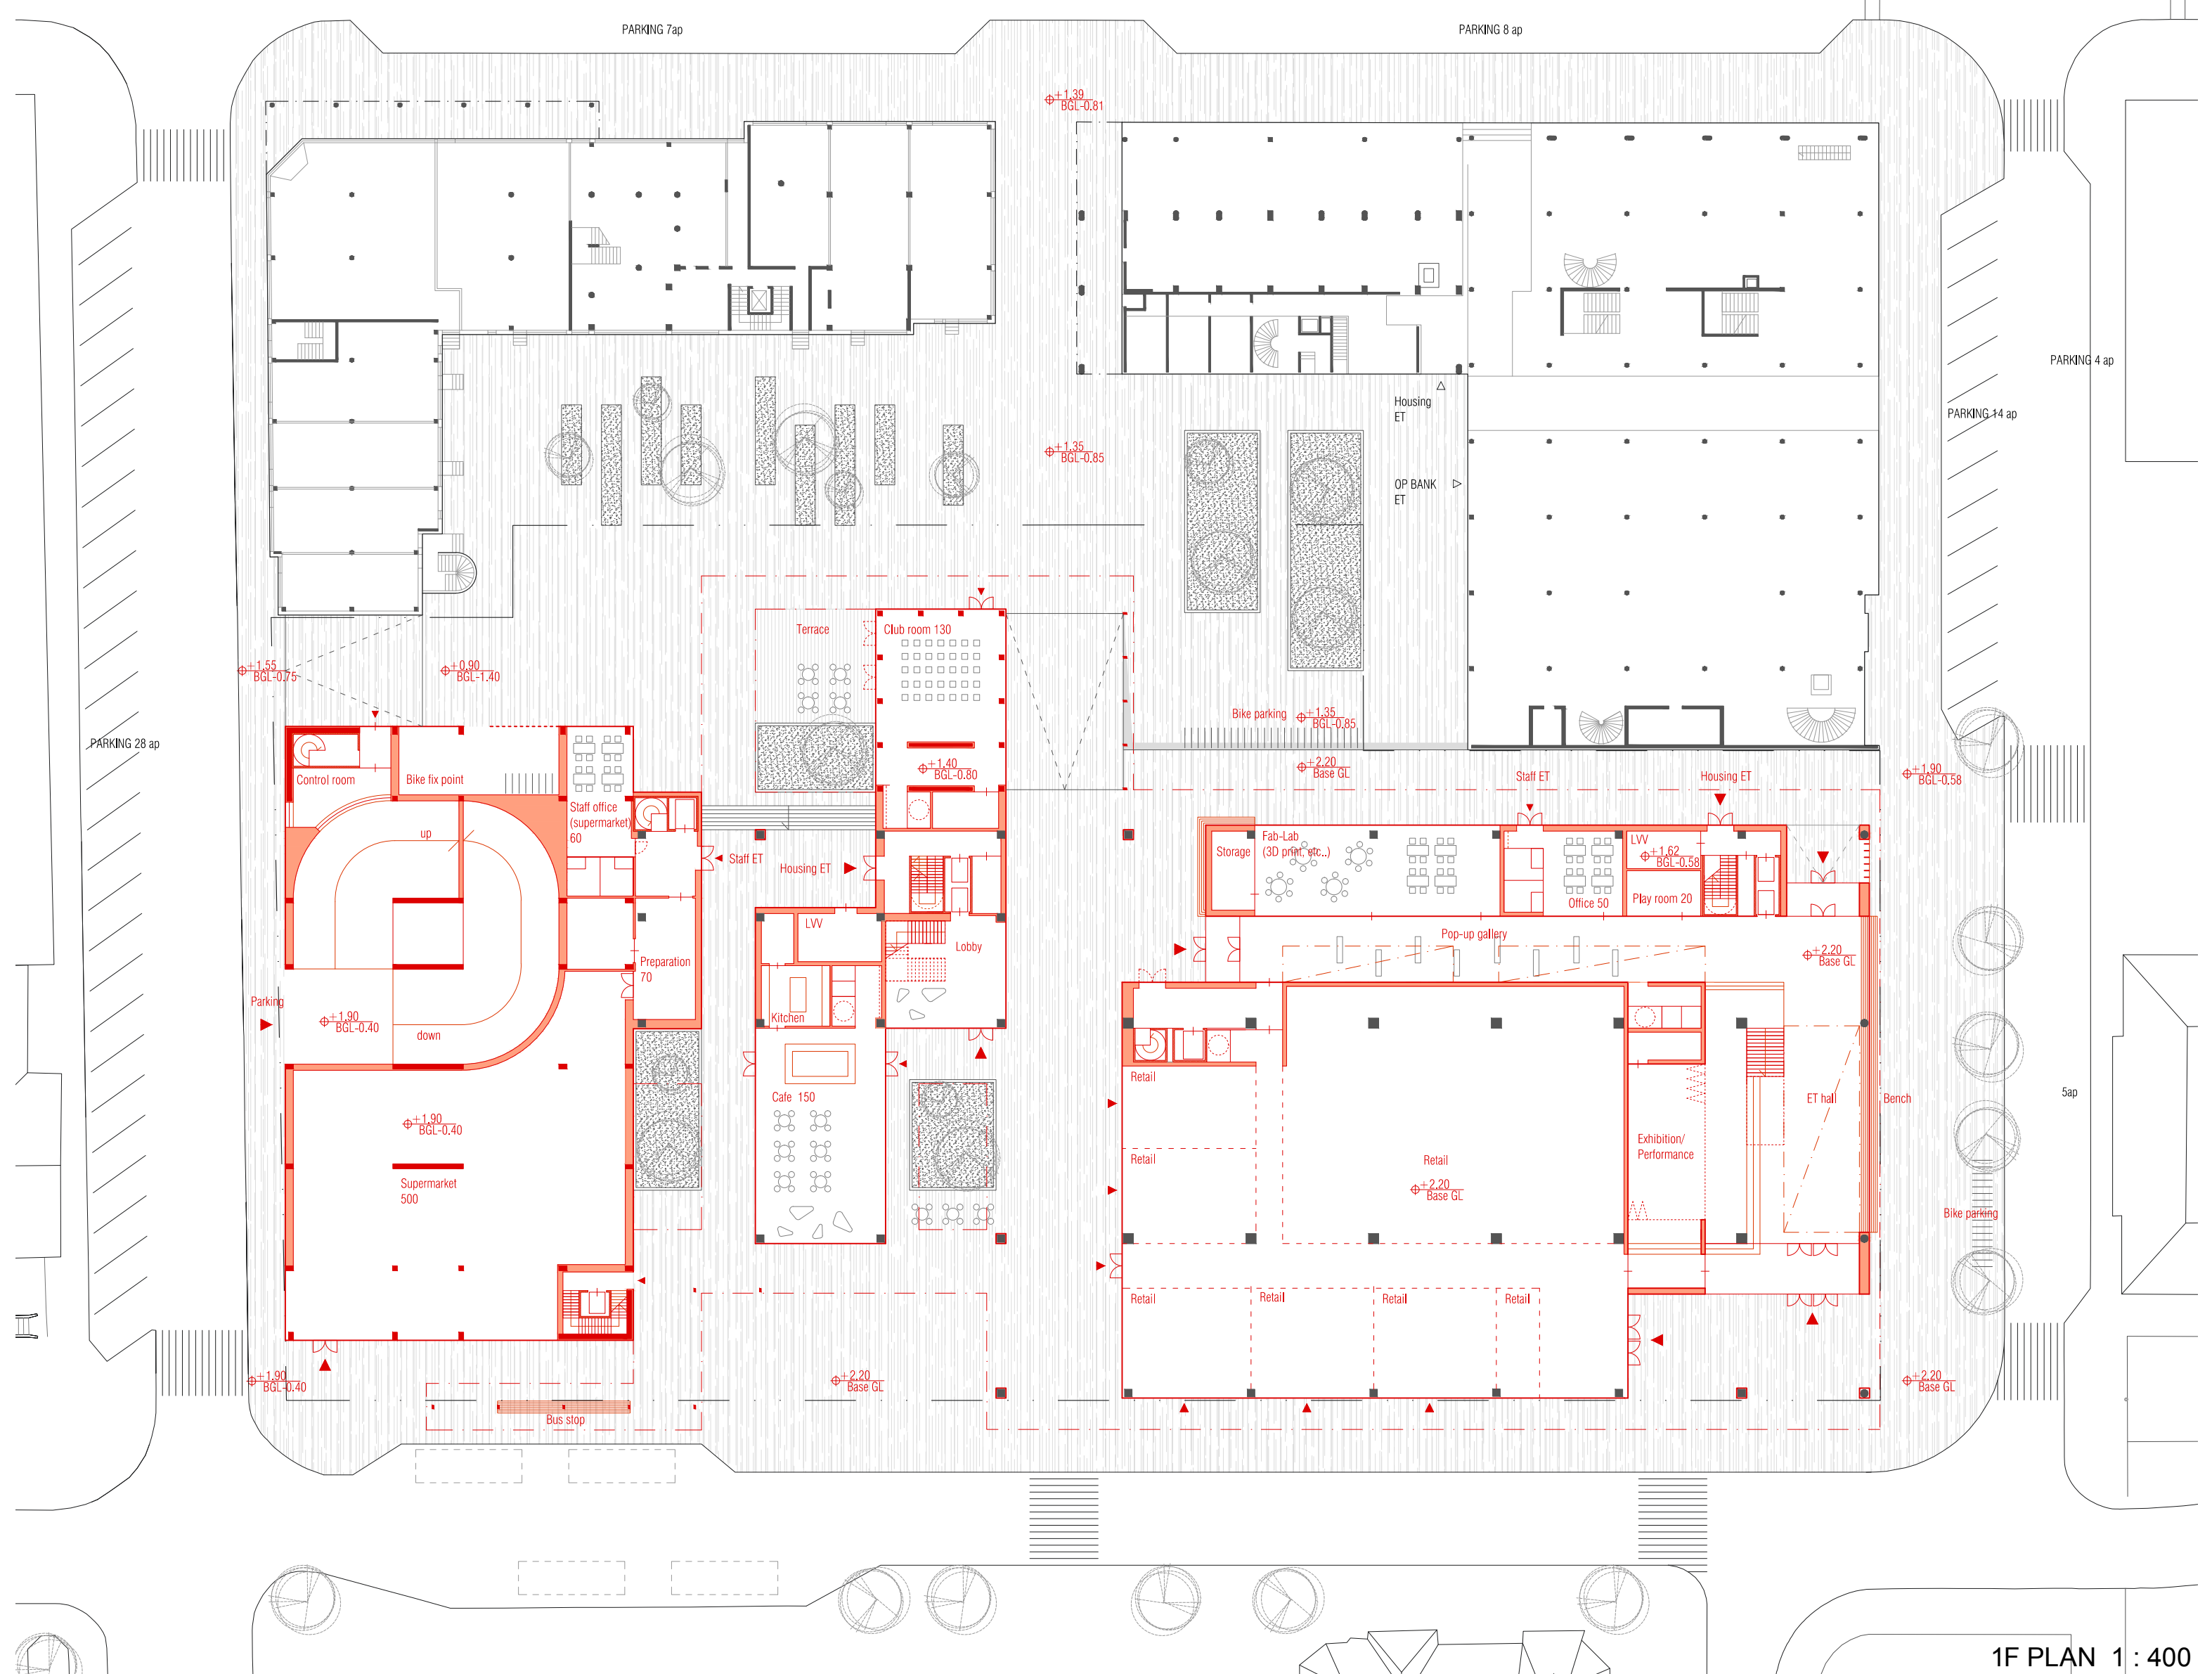 PARKING 7ap
PARKING 8 ap
+1.39
BGL-0.81
PARKING 4 ap
Housing
ET
PARKING 14 ap
+1.35
BGL-0.85
OP BANK
ET
Terrace
Club room 130
+1.55
BGL-0.75
+0.90
BGL-1.40
Bike parking
+1.35
BGL-0.85
PARKING 28 ap
Control room
Bike fix point
+1.40
BGL-0.80
+2.20
Base GL
Staff ET
Housing ET
+1.90
BGL-0.58
Staff office
(supermarket)
60
up
Staff ET
Housing ET
Storage
Fab-Lab
(3D print, etc..)
LVV
+1.62
BGL-0.58
Play room 20
Office 50
LVV
Lobby
Pop-up gallery
+2.20
Base GL
Preparation
70
Parking
+1.90
BGL-0.40
down
Kitchen
Retail
Cafe 150
ET hall
Bench
5ap
+1.90
BGL-0.40
Exhibition/
Performance
Retail
Retail
+2.20
Base GL
Supermarket
500
Bike parking
Retail
Retail
Retail
Retail
+1.90
BGL-0.40
+2.20
Base GL
+2.20
Base GL
Bus stop
1F PLAN 1 : 400